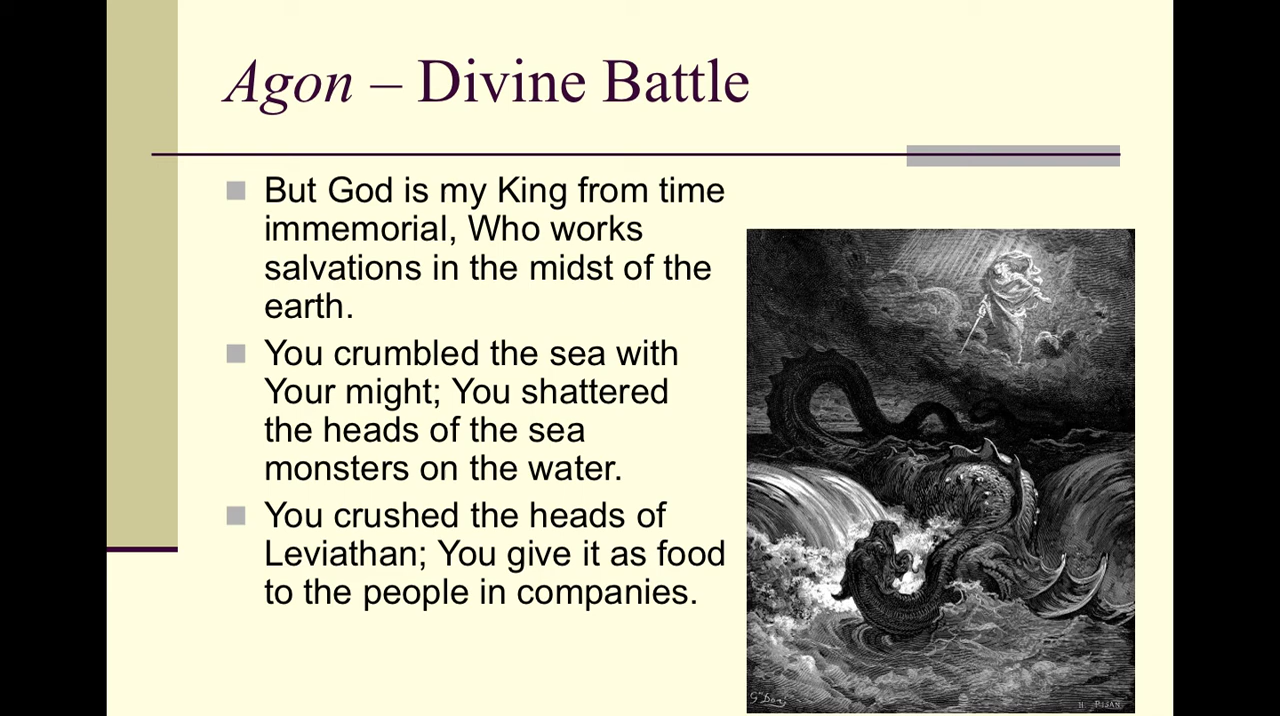 Agon – Divine Battle
But God is my King from time
immemorial, Who works
salvations in the midst of the
earth.
You crumbled the sea with
Your might; You shattered
the heads of the sea
monsters on the water.
You crushed the heads of
Leviathan; You give it as food
to the people in companies.
H. PISAN